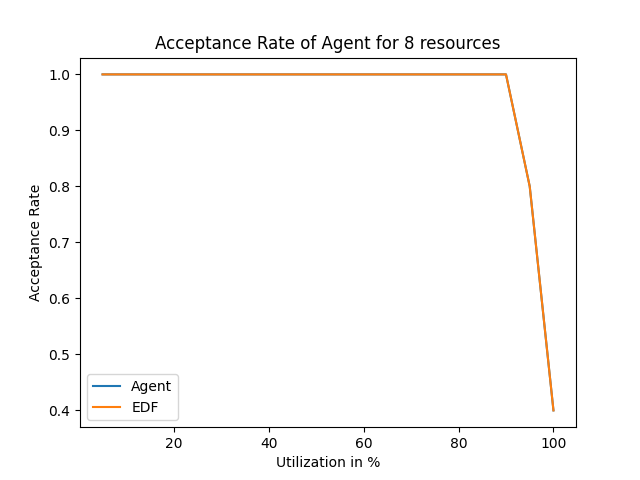 Acceptance Rate of Agent for 8 resources
1.0
0.9
0.8
0.7
0.6
0.5
0.4
Acceptance Rate
Agent
EDF
20 40 60 80 100
Utilization in %